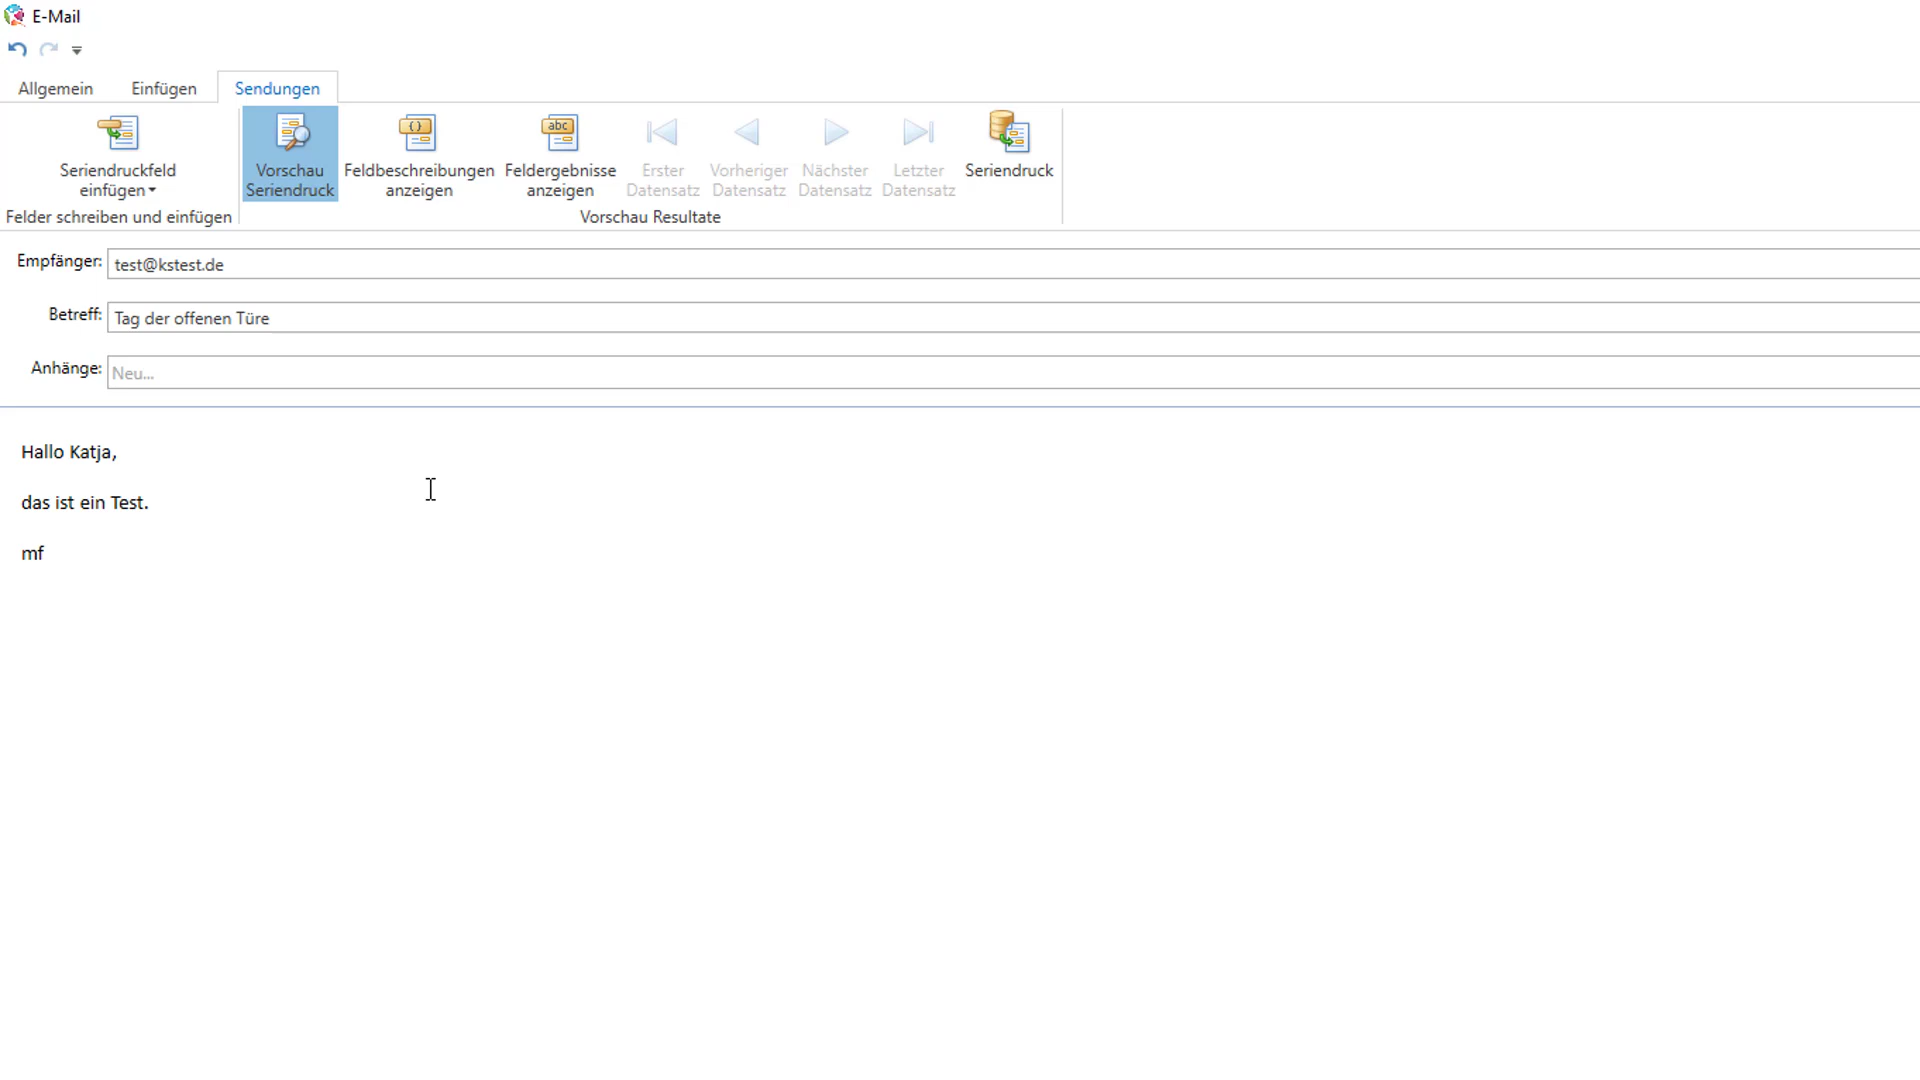 E-Mail
Allgemein Einfügen Sendungen
{} abc
Seriendruckfeld einfügen
Vorschau Seriendruck
Feldbeschreibungen anzeigen
Feldergebnisse anzeigen
Erster Datensatz
Vorheriger Datensatz
Nächster Datensatz
Letzter Datensatz
Seriendruck
Felder schreiben und einfügen
Vorschau Resultate
Empfänger: test@kstest.de
Betreff: Tag der offenen Türe
Anhänge: Neu...
Hallo Katja,
das ist ein Test.
mf